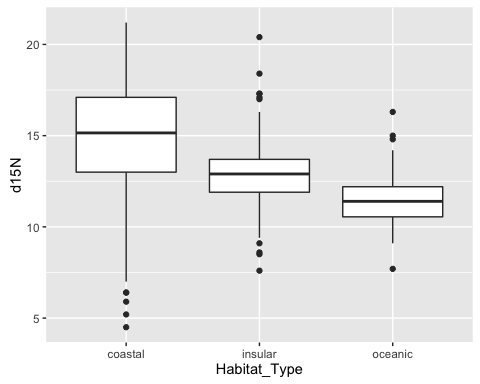 20
15
10
5
d15N
coastal insular oceanic
Habitat_Type